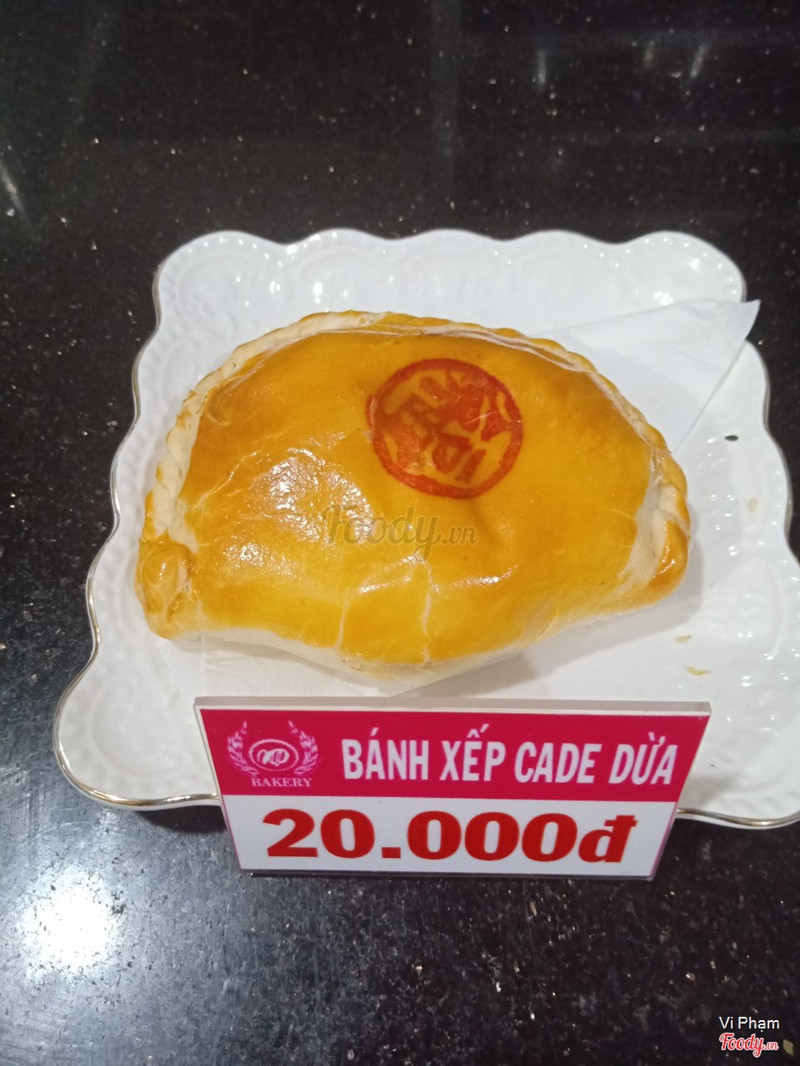 Foody.vn
BÁNH XẾP CADE DỪA
BAKERY
20.000đ
Vi Phạm
Foody.vn